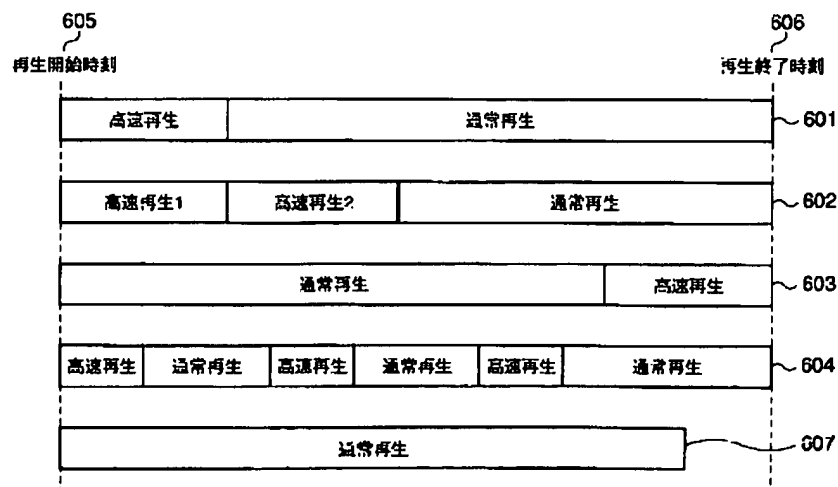 605
606
再生開始時刻
再生終了時刻
高速再生 通常再生 601
高速再生1 高速再生2 通常再生 602
通常再生 高速再生 603
高速再生 通常再生 高速再生 通常再生 高速再生 通常再生 604
通常再生 607